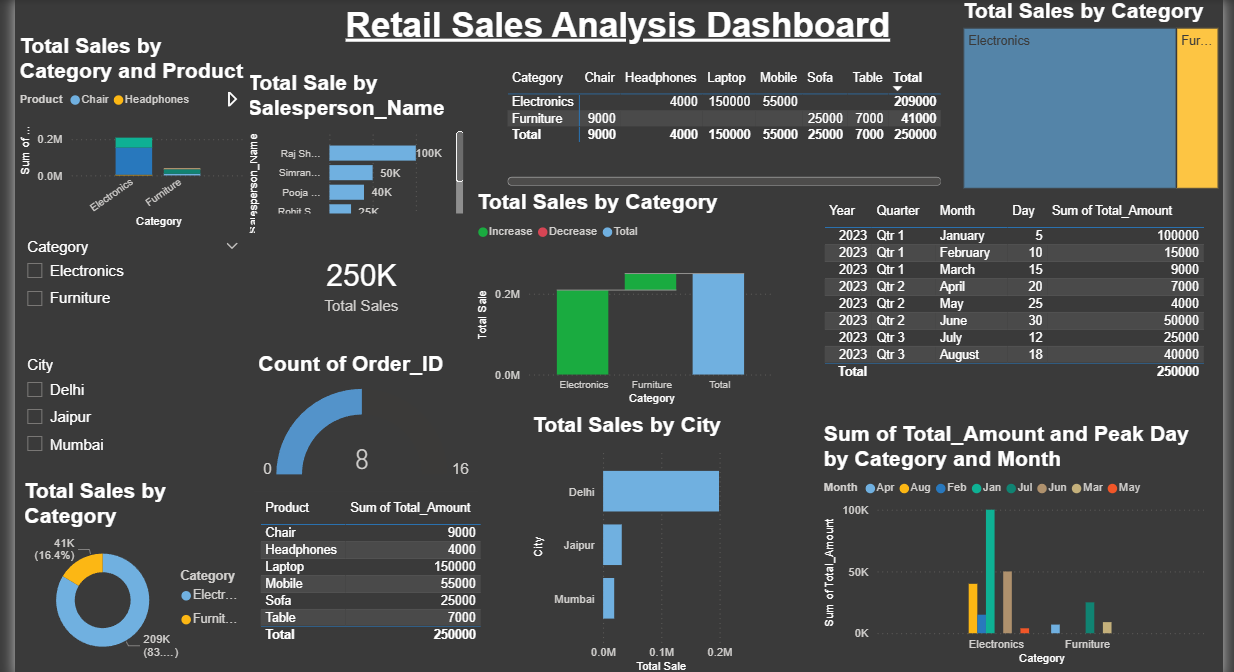 Retail Sales Analysis Dashboard
Total Sales by
Category and Product
Product Chair Headphones
Sum of ...
0.2M
0.0M
Electronics Furniture
Category
Total Sale by
Salesperson_Name
Raj Sh... 100K
Simran... 50K
Pooja ... 40K
Rohit S... 25K
Category Chair Headphones Laptop Mobile Sofa Table Total
Electronics 4000 150000 55000 209000
Furniture 9000 25000 7000 41000
Total 9000 4000 150000 55000 25000 7000 250000
Total Sales by Category
Electronics Fur...
Category
Electronics
Furniture
250K
Total Sales
Total Sales by Category
Increase Decrease Total
Total Sale
0.2M
0.0M
Electronics Furniture Total
Category
Year Quarter Month Day Sum of Total_Amount
2023 Qtr 1 January 5 100000
2023 Qtr 1 February 10 15000
2023 Qtr 1 March 15 9000
2023 Qtr 2 April 20 7000
2023 Qtr 2 May 25 4000
2023 Qtr 2 June 30 50000
2023 Qtr 3 July 12 25000
2023 Qtr 3 August 18 40000
Total 250000
City
Delhi
Jaipur
Mumbai
Count of Order_ID
0 8 16
Total Sales by City
City
Delhi
Jaipur
Mumbai
0.0M 0.1M 0.2M
Total Sale
Sum of Total_Amount and Peak Day
by Category and Month
Month Apr Aug Feb Jan Jul Jun Mar May
Sum of Total_Amount
100K
50K
0K
Electronics Furniture
Category
Total Sales by
Category
41K
(16.4%)
209K
(83....)
Category
Electr...
Furnit...
Product Sum of Total_Amount
Chair 9000
Headphones 4000
Laptop 150000
Mobile 55000
Sofa 25000
Table 7000
Total 250000